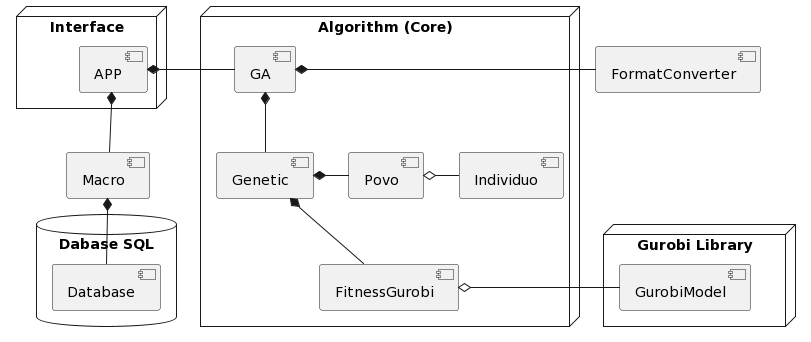 Interface
Algorithm (Core)
APP
GA
FormatConverter
Macro
Genetic
Povo
Individuo
Dabase SQL
Gurobi Library
Database
FitnessGurobi
GurobiModel